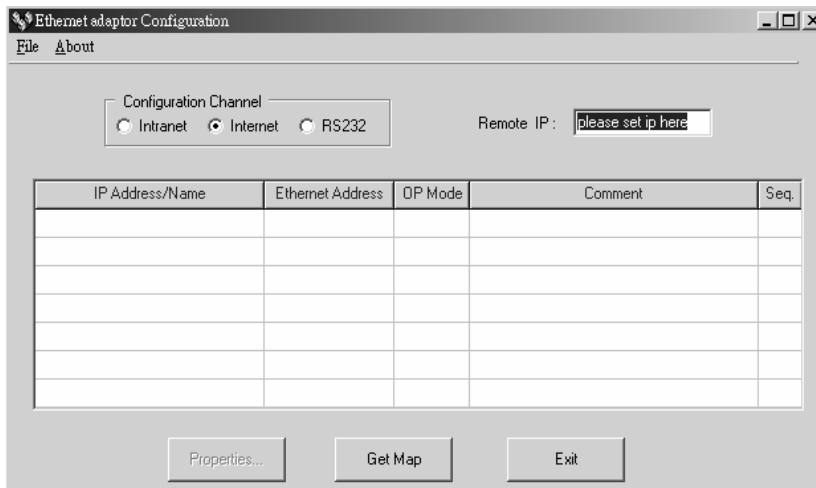 Ethernet adaptor Configuration
File About
Configuration Channel
Intranet Internet RS232
Remote IP : please set ip here
IP Address/Name Ethernet Address OP Mode Comment Seq.
Properties... Get Map Exit